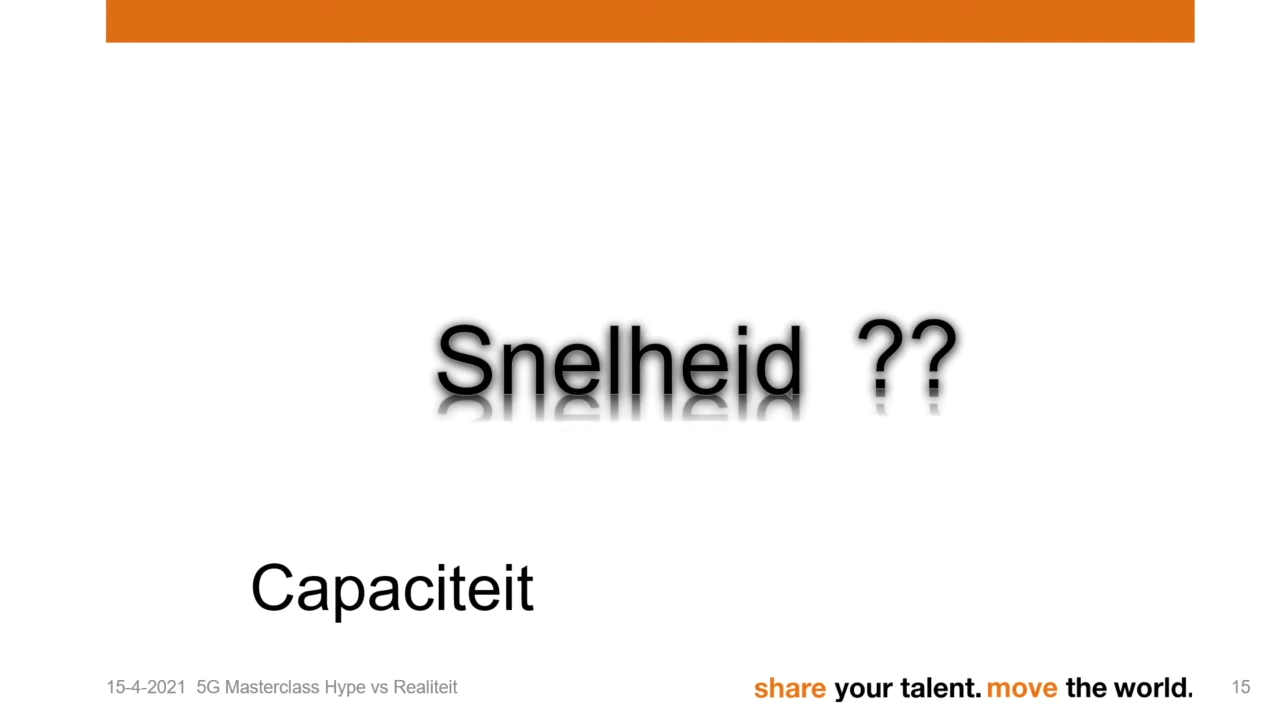 Snelheid ??
Capaciteit
15-4-2021 5G Masterclass Hype vs Realiteit
share your talent. move the world.
15